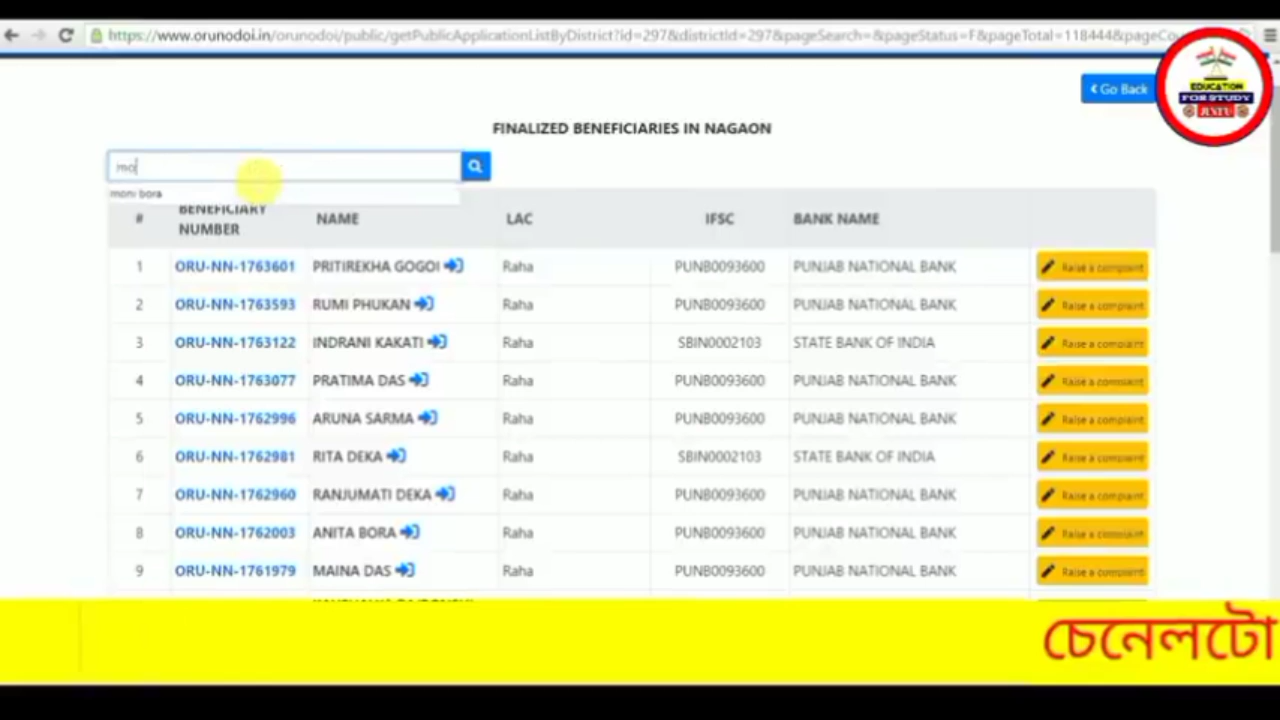 https://www.orunodoi.in/orunodoi/public/getPublicApplicationListByDistrict?id=297&districtId=297&pageSearch=&pageStatus=F&pageTotal=118444&pageCou
Go Back
EDUCATION
FOR STUDY
FINALIZED BENEFICIARIES IN NAGAON
mo
moni bora
# BENEFICIARY NUMBER NAME LAC IFSC BANK NAME
1 ORU-NN-1763601 PRITIREKHA GOGOI Raha PUNB0093600 PUNJAB NATIONAL BANK Raise a complaint
2 ORU-NN-1763593 RUMI PHUKAN Raha PUNB0093600 PUNJAB NATIONAL BANK Raise a complaint
3 ORU-NN-1763122 INDRANI KAKATI Raha SBIN0002103 STATE BANK OF INDIA Raise a complaint
4 ORU-NN-1763077 PRATIMA DAS Raha PUNB0093600 PUNJAB NATIONAL BANK Raise a complaint
5 ORU-NN-1762996 ARUNA SARMA Raha PUNB0093600 PUNJAB NATIONAL BANK Raise a complaint
6 ORU-NN-1762981 RITA DEKA Raha SBIN0002103 STATE BANK OF INDIA Raise a complaint
7 ORU-NN-1762960 RANJUMATI DEKA Raha PUNB0093600 PUNJAB NATIONAL BANK Raise a complaint
8 ORU-NN-1762003 ANITA BORA Raha PUNB0093600 PUNJAB NATIONAL BANK Raise a complaint
9 ORU-NN-1761979 MAINA DAS Raha PUNB0093600 PUNJAB NATIONAL BANK Raise a complaint
চেনেলটো